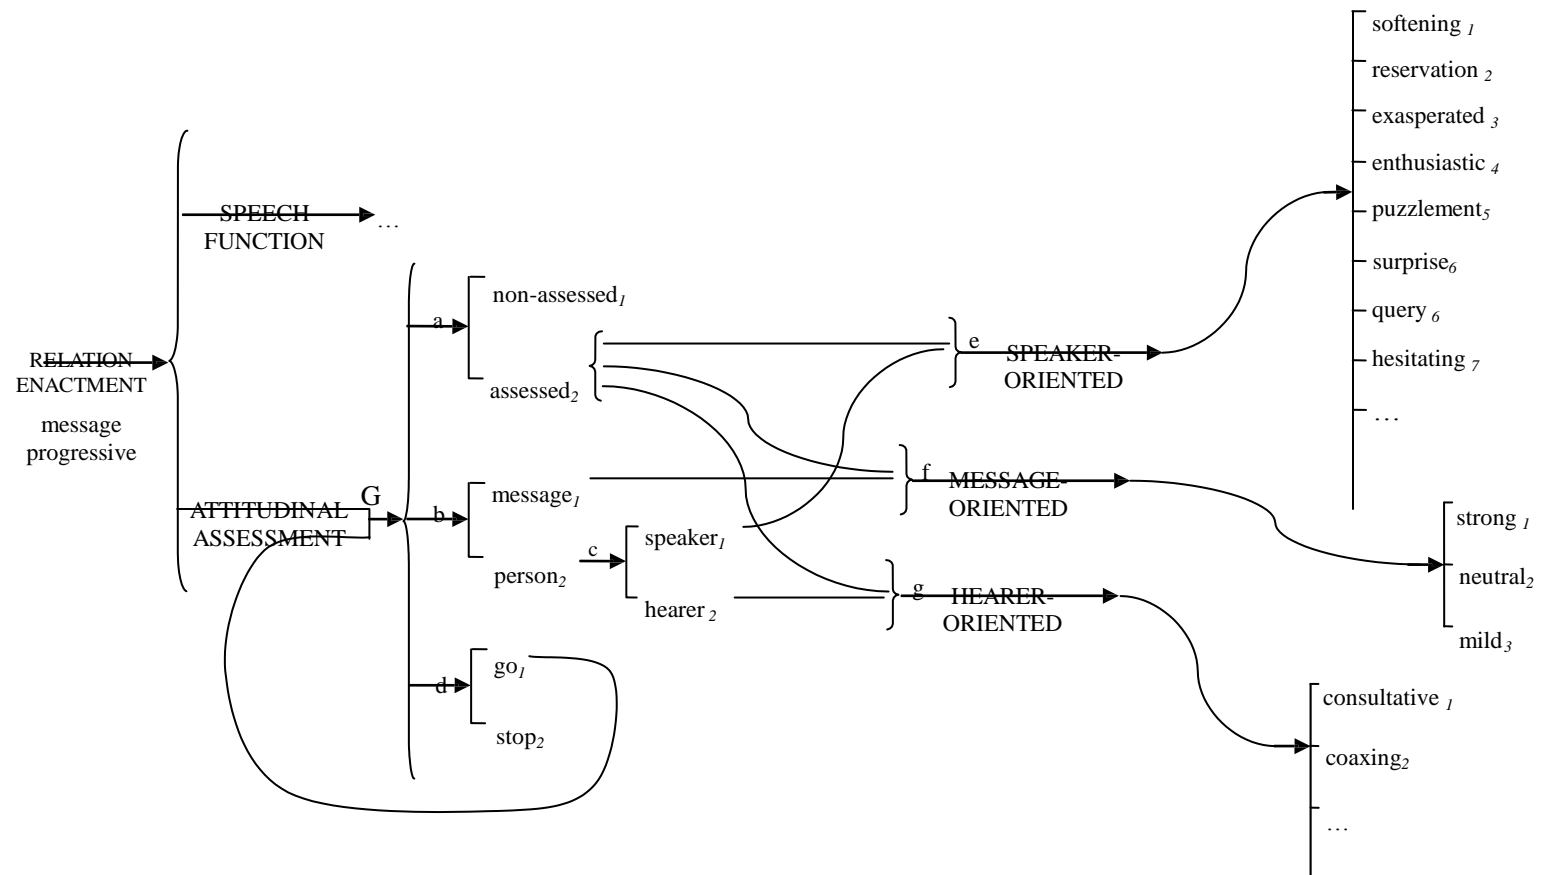 softening 1
reservation 2
exasperated 3
enthusiastic 4
puzzlement5
surprise6
query 6
hesitating 7
…
SPEECH
FUNCTION
…
RELATION
ENACTMENT
message
progressive
ATTITUDINAL
ASSESSMENT
G
a
non-assessed1
assessed2
b
message1
person2
c
speaker1
hearer 2
d
go1
stop2
e
SPEAKER-
ORIENTED
f
MESSAGE-
ORIENTED
g
HEARER-
ORIENTED
strong 1
neutral2
mild3
consultative 1
coaxing2
…